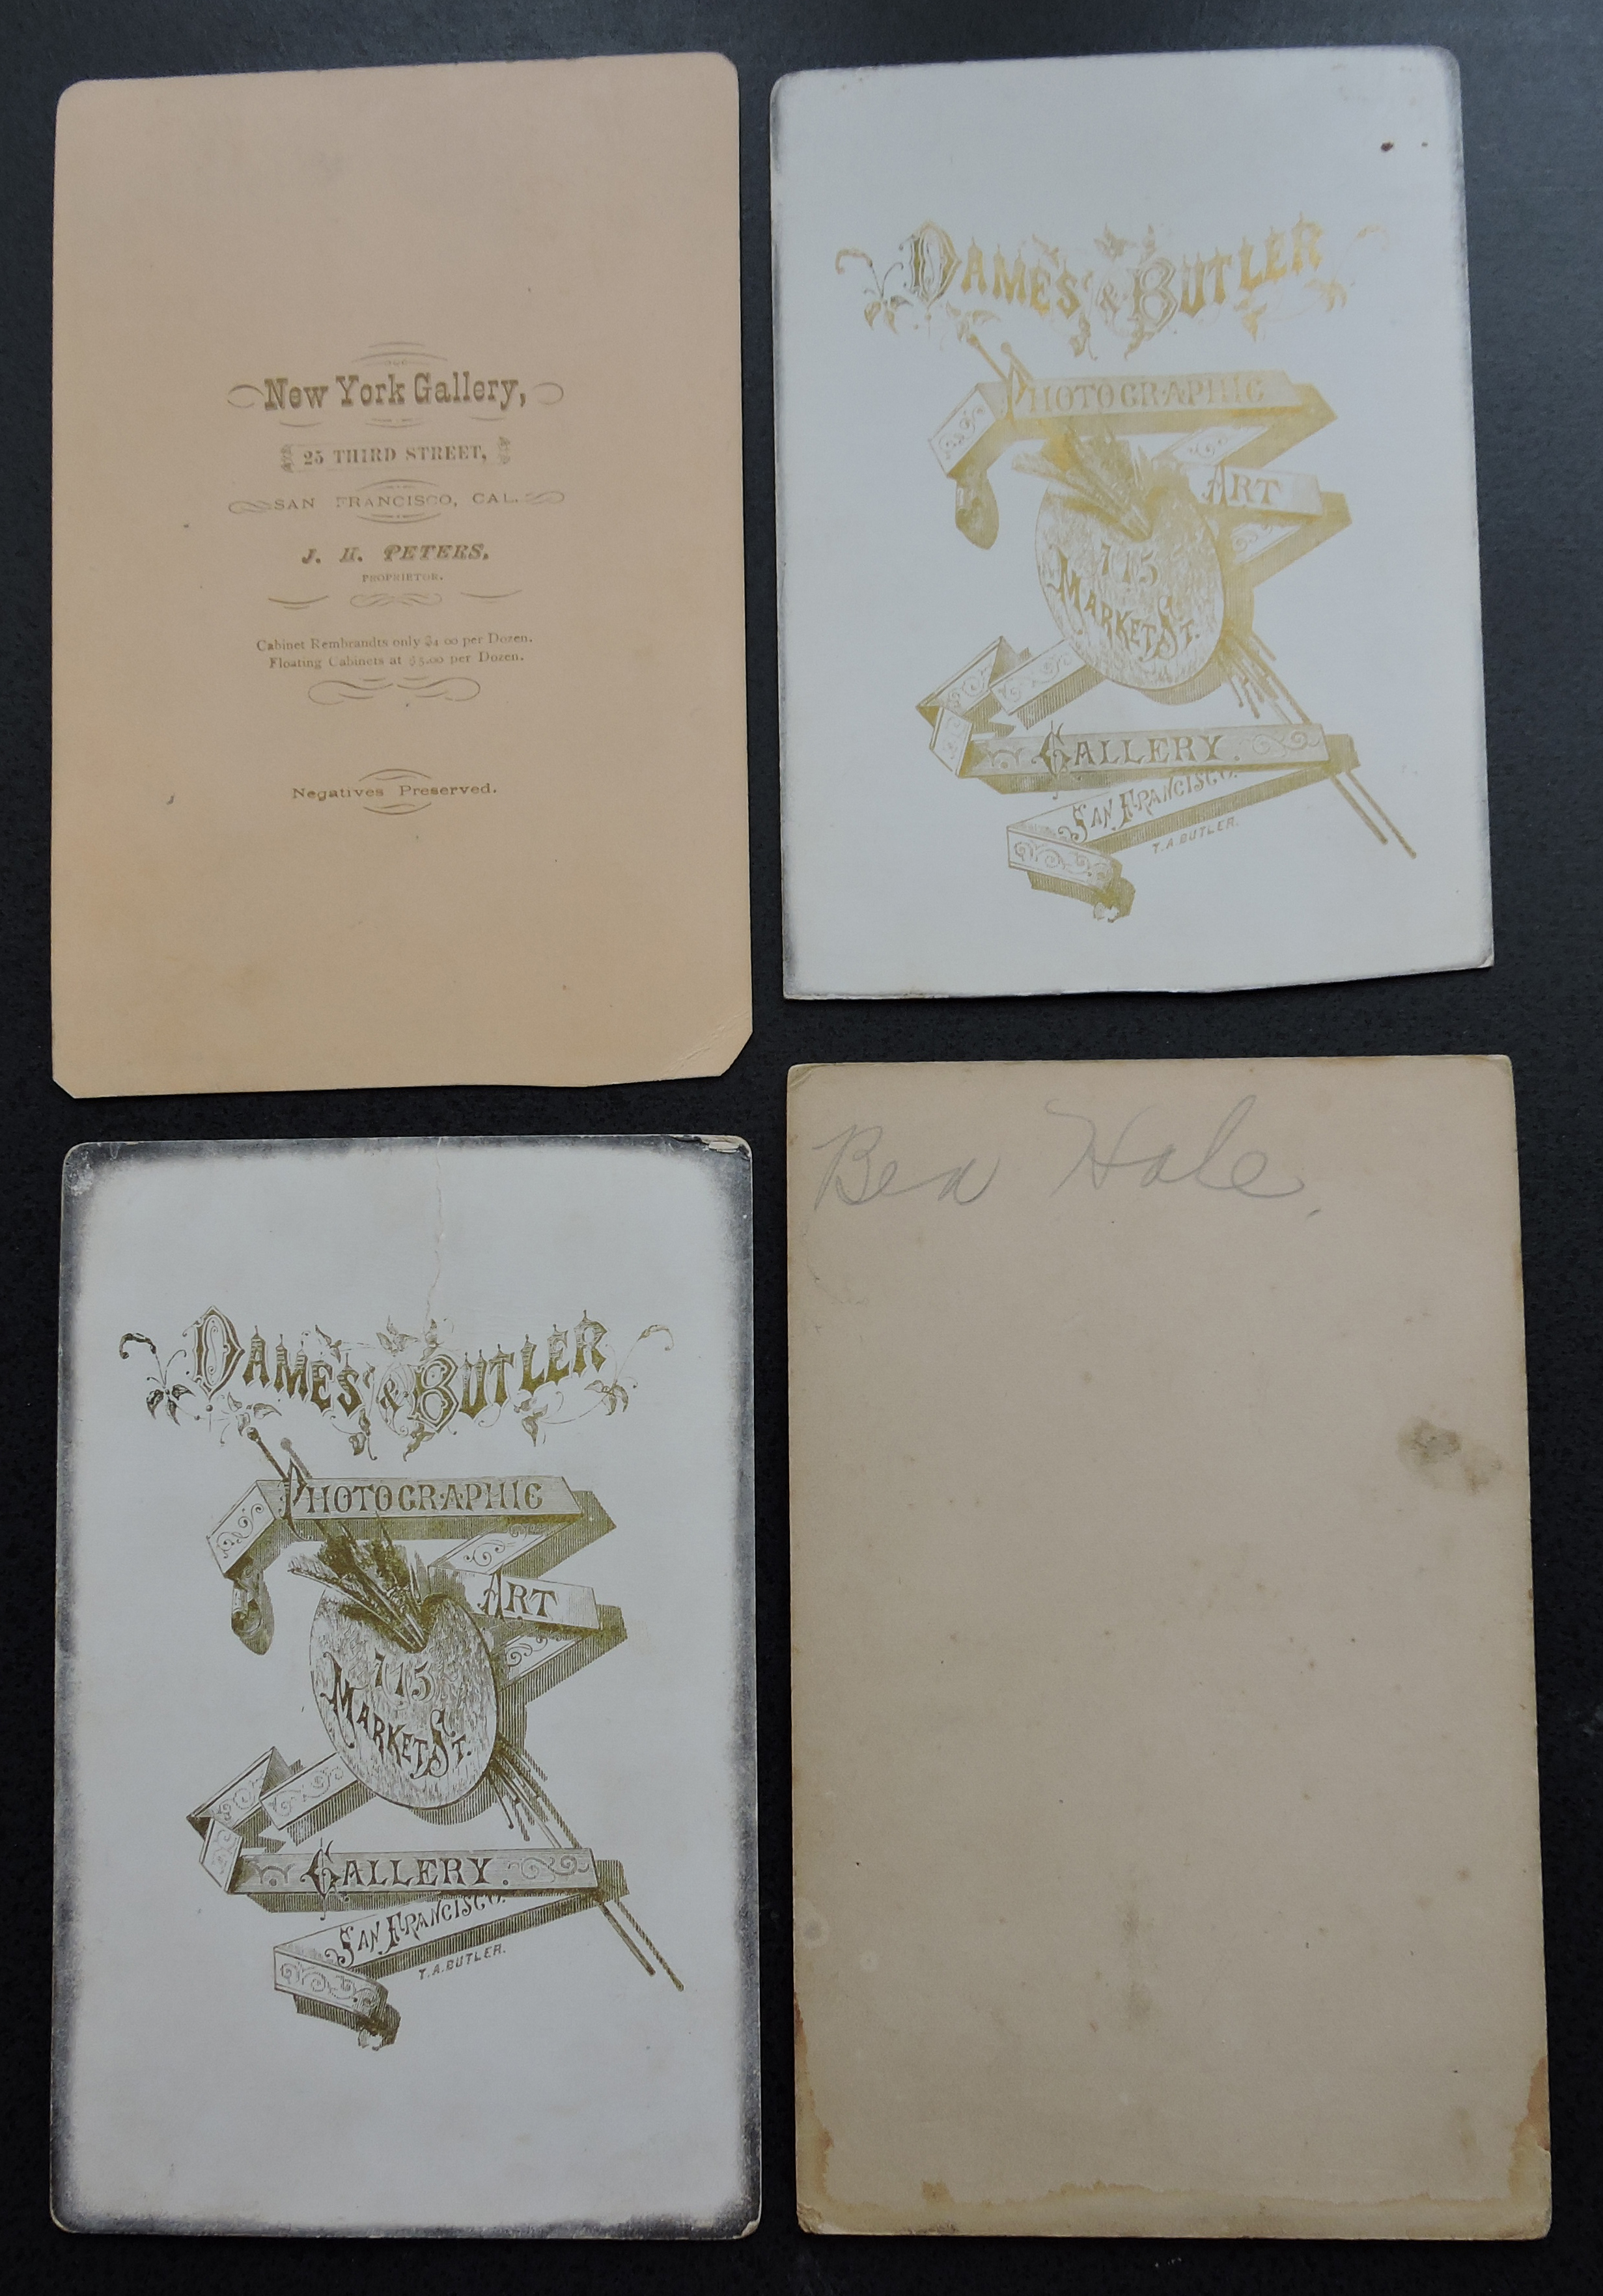 New York Gallery,
25 THIRD STREET,
SAN FRANCISCO, CAL.
J. H. PETERS,
PROPRIETOR.
Cabinet Rembrandts only $4 00 per Dozen.
Floating Cabinets at $5.00 per Dozen.
Negatives Preserved.
DAMES & BUTLER
PHOTOGRAPHIC
ART
715
MARKET ST.
GALLERY.
SAN FRANCISCO.
T. A. BUTLER.
DAMES & BUTLER
PHOTOGRAPHIC
ART
715
MARKET ST.
GALLERY.
SAN FRANCISCO.
T. A. BUTLER.
Hale